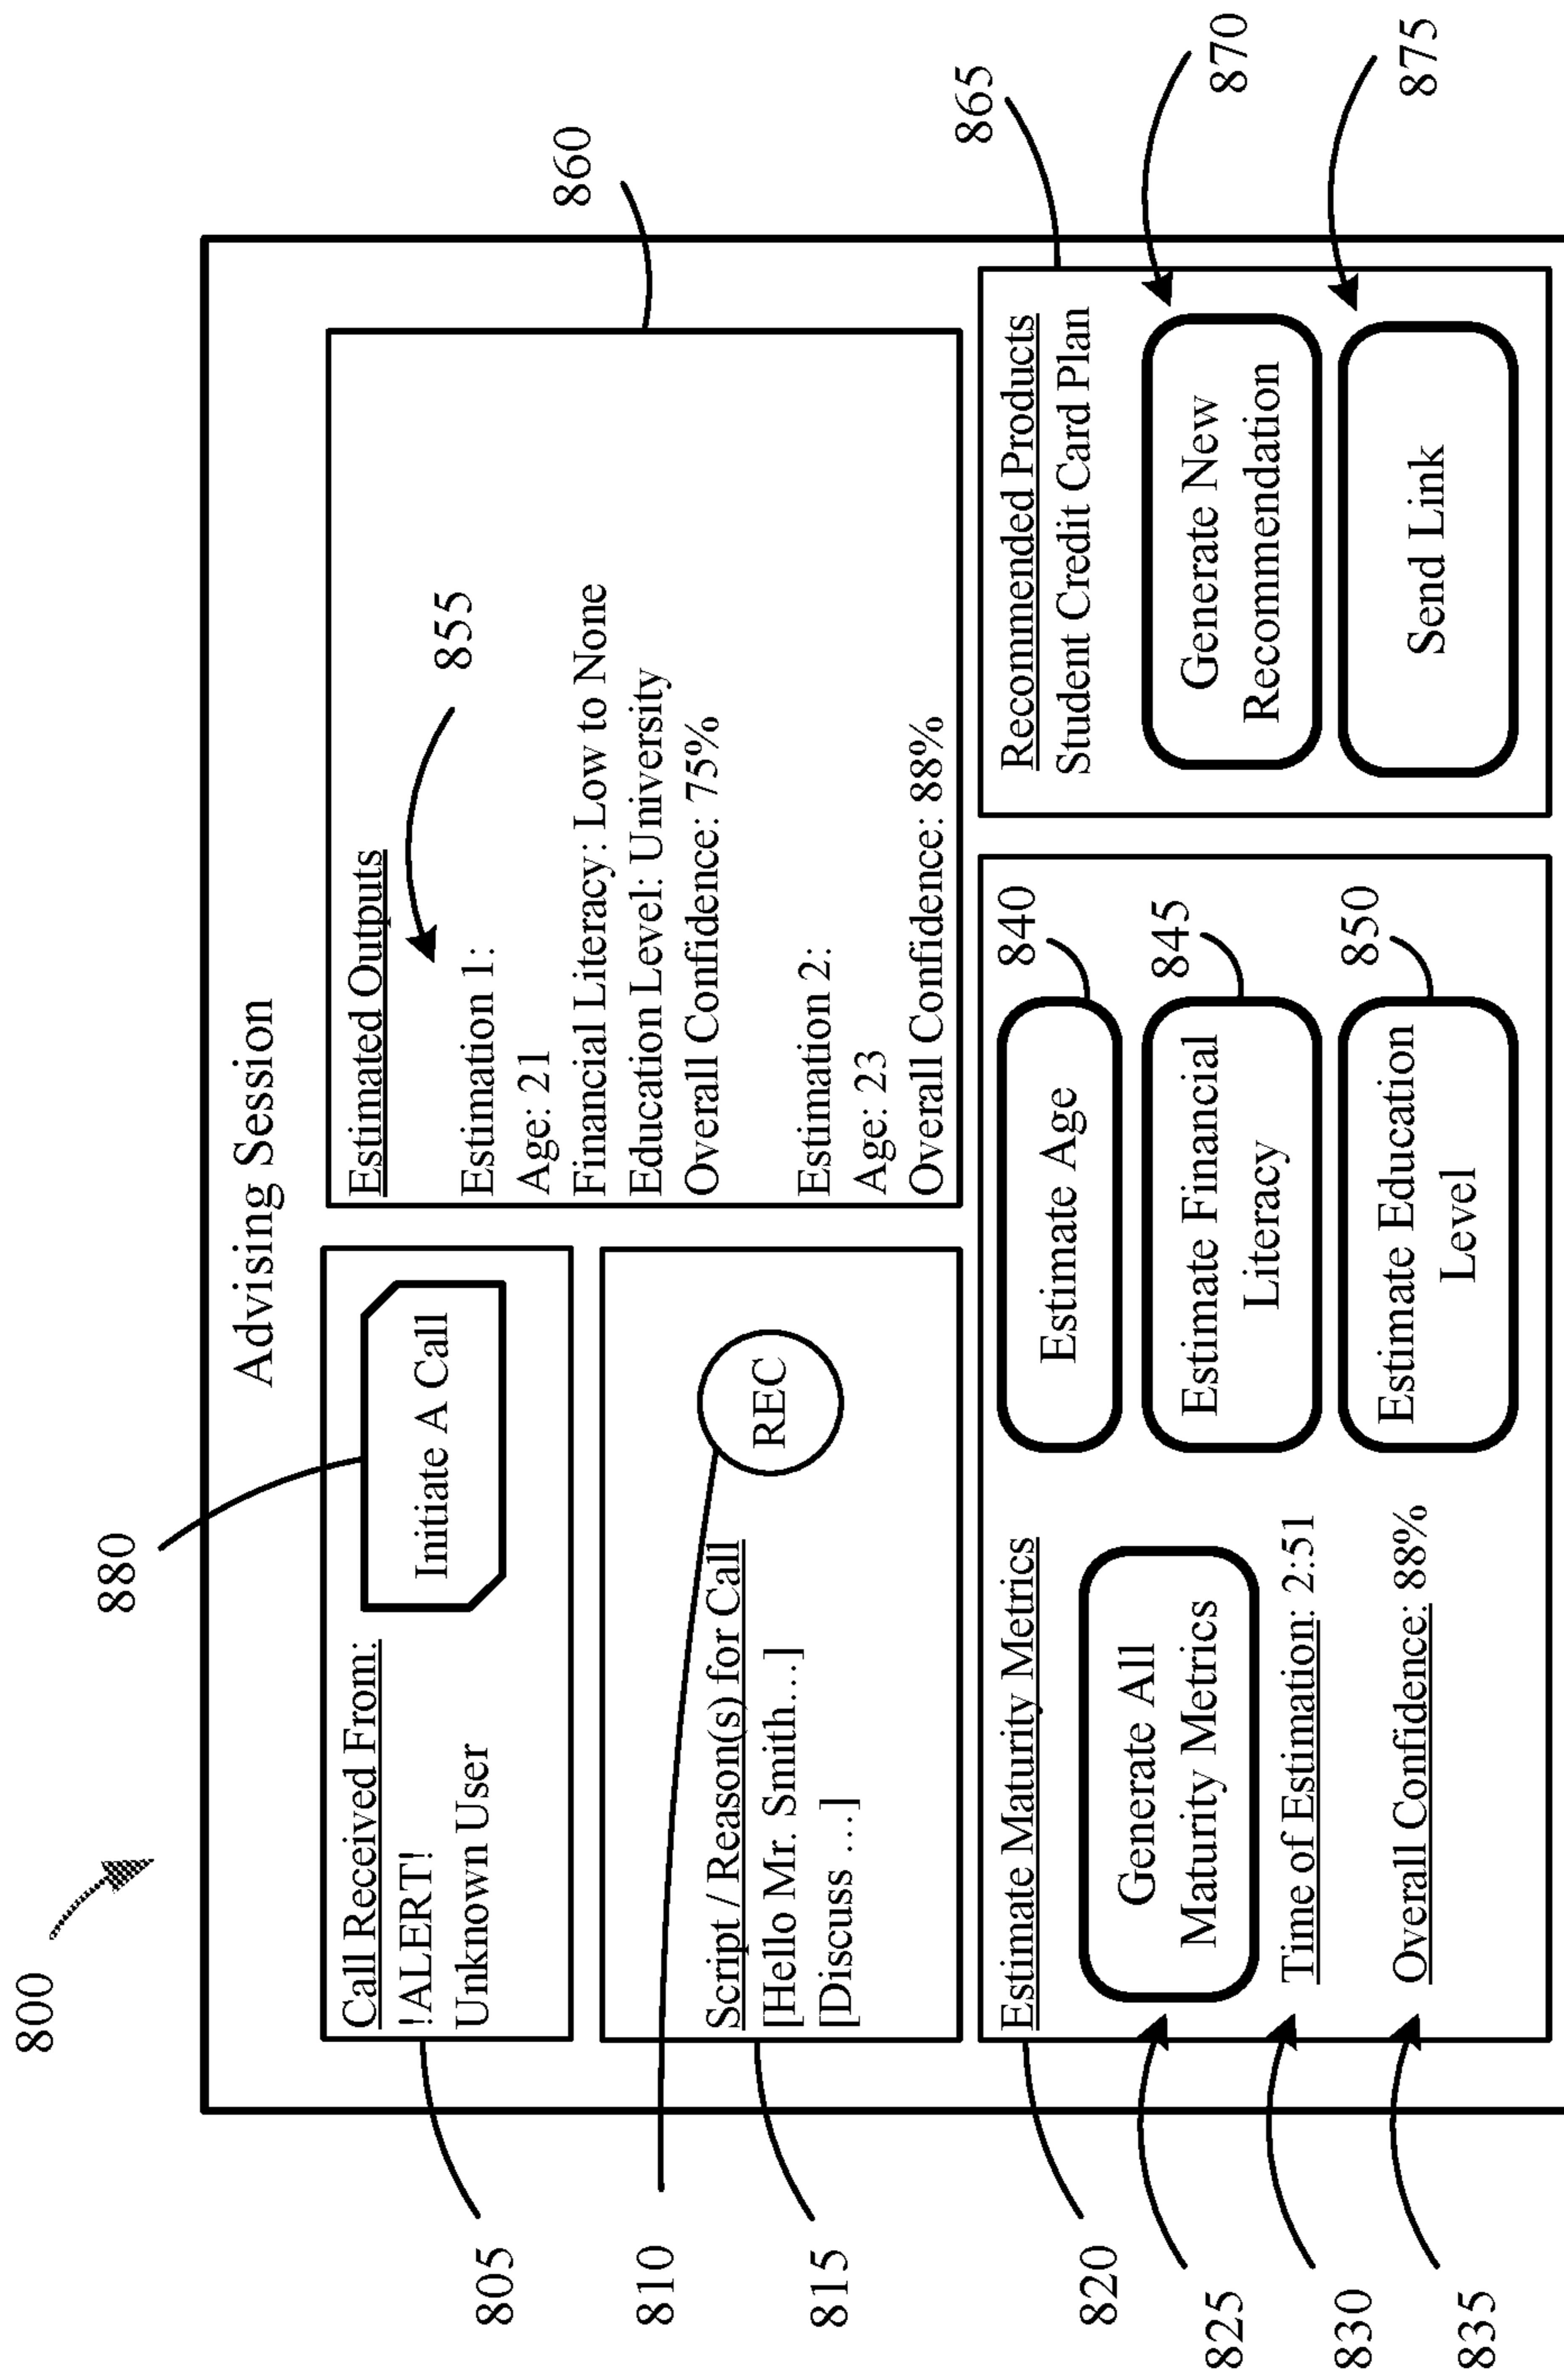 800
880
Advising Session
805
Call Received From:
!ALERT!
Unknown User
Initiate A Call
810
815
Script / Reason(s) for Call
[Hello Mr. Smith…]
[Discuss …]
REC
Estimated Outputs
855
860
Estimation 1:
Age: 21
Financial Literacy: Low to None
Education Level: University
Overall Confidence: 75%
Estimation 2:
Age: 23
Overall Confidence: 88%
820
Estimate Maturity Metrics
825
Generate All
Maturity Metrics
830
Time of Estimation: 2:51
835
Overall Confidence: 88%
840
Estimate Age
845
Estimate Financial
Literacy
850
Estimate Education
Level
865
Recommended Products
Student Credit Card Plan
870
Generate New
Recommendation
875
Send Link